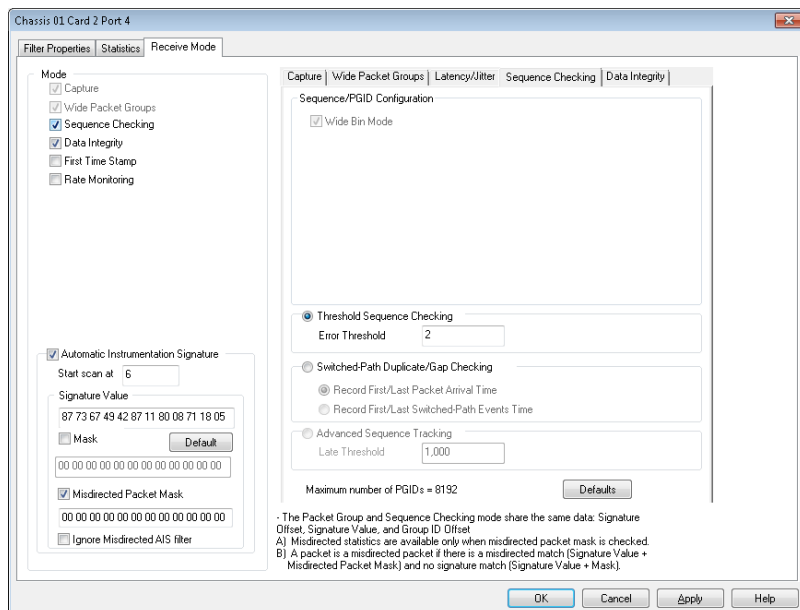 Chassis 01 Card 2 Port 4
Filter Properties Statistics Receive Mode
Mode
Capture
Wide Packet Groups
Sequence Checking
Data Integrity
First Time Stamp
Rate Monitoring
Automatic Instrumentation Signature
Start scan at 6
Signature Value
87 73 67 49 42 87 11 80 08 71 18 05
Mask Default
00 00 00 00 00 00 00 00 00 00 00 00
Misdirected Packet Mask
00 00 00 00 00 00 00 00 00 00 00 00
Ignore Misdirected AIS filter
Capture Wide Packet Groups Latency/Jitter Sequence Checking Data Integrity
Sequence/PGID Configuration
Wide Bin Mode
Threshold Sequence Checking
Error Threshold 2
Switched-Path Duplicate/Gap Checking
Record First/Last Packet Arrival Time
Record First/Last Switched-Path Events Time
Advanced Sequence Tracking
Late Threshold 1,000
Maximum number of PGIDs = 8192 Defaults
- The Packet Group and Sequence Checking mode share the same data: Signature
Offset, Signature Value, and Group ID Offset
A) Misdirected statistics are available only when misdirected packet mask is checked.
B) A packet is a misdirected packet if there is a misdirected match (Signature Value +
Misdirected Packet Mask) and no signature match (Signature Value + Mask).
OK Cancel Apply Help